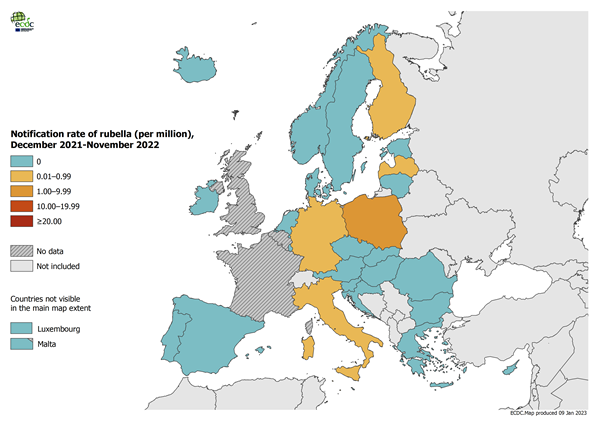 ecdc
Notification rate of rubella (per million),
December 2021-November 2022
0
0.01–0.99
1.00–9.99
10.00–19.99
≥20.00
No data
Not included
Countries not visible
in the main map extent
Luxembourg
Malta
ECDC.Map produced 09 Jan 2023